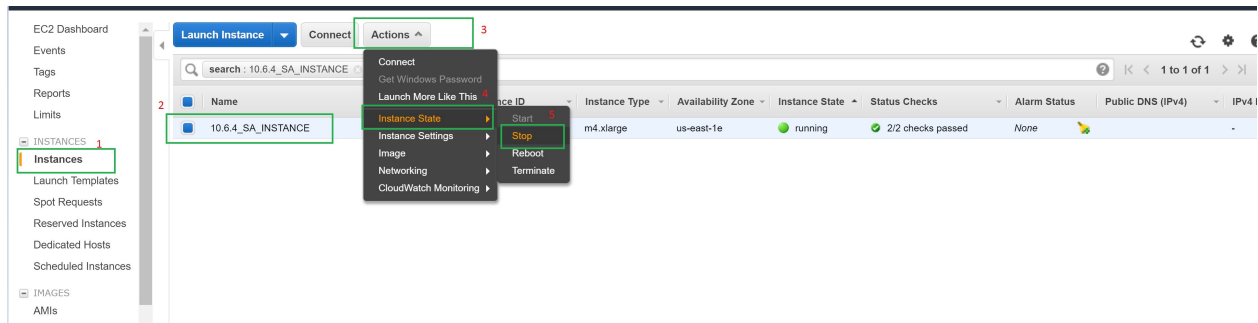 EC2 Dashboard
Events
Tags
Reports
Limits
INSTANCES 1
Instances
Launch Templates
Spot Requests
Reserved Instances
Dedicated Hosts
Scheduled Instances
IMAGES
AMIs
Launch Instance Connect Actions 3
search : 10.6.4_SA_INSTANCE 1 to 1 of 1
2 Name nce ID Instance Type Availability Zone Instance State Status Checks Alarm Status Public DNS (IPv4) IPv4
10.6.4_SA_INSTANCE m4.xlarge us-east-1e running 2/2 checks passed None -
Connect
Get Windows Password
Launch More Like This 4
Instance State
Instance Settings
Image
Networking
CloudWatch Monitoring
Start 5
Stop
Reboot
Terminate